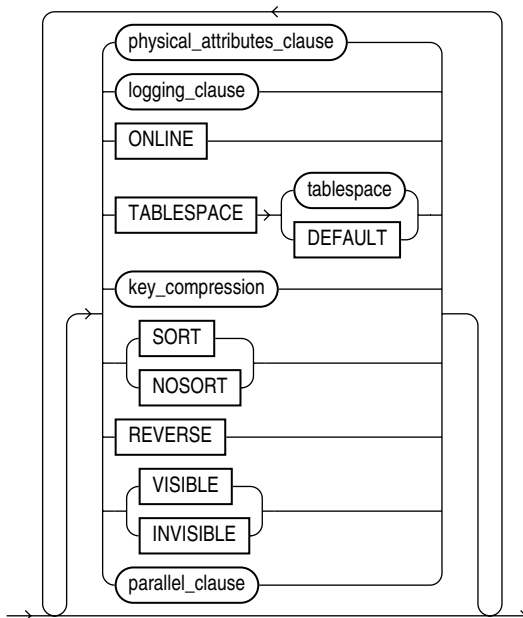 physical_attributes_clause
logging_clause
ONLINE
tablespace
TABLESPACE
DEFAULT
key_compression
SORT
NOSORT
REVERSE
VISIBLE
INVISIBLE
parallel_clause